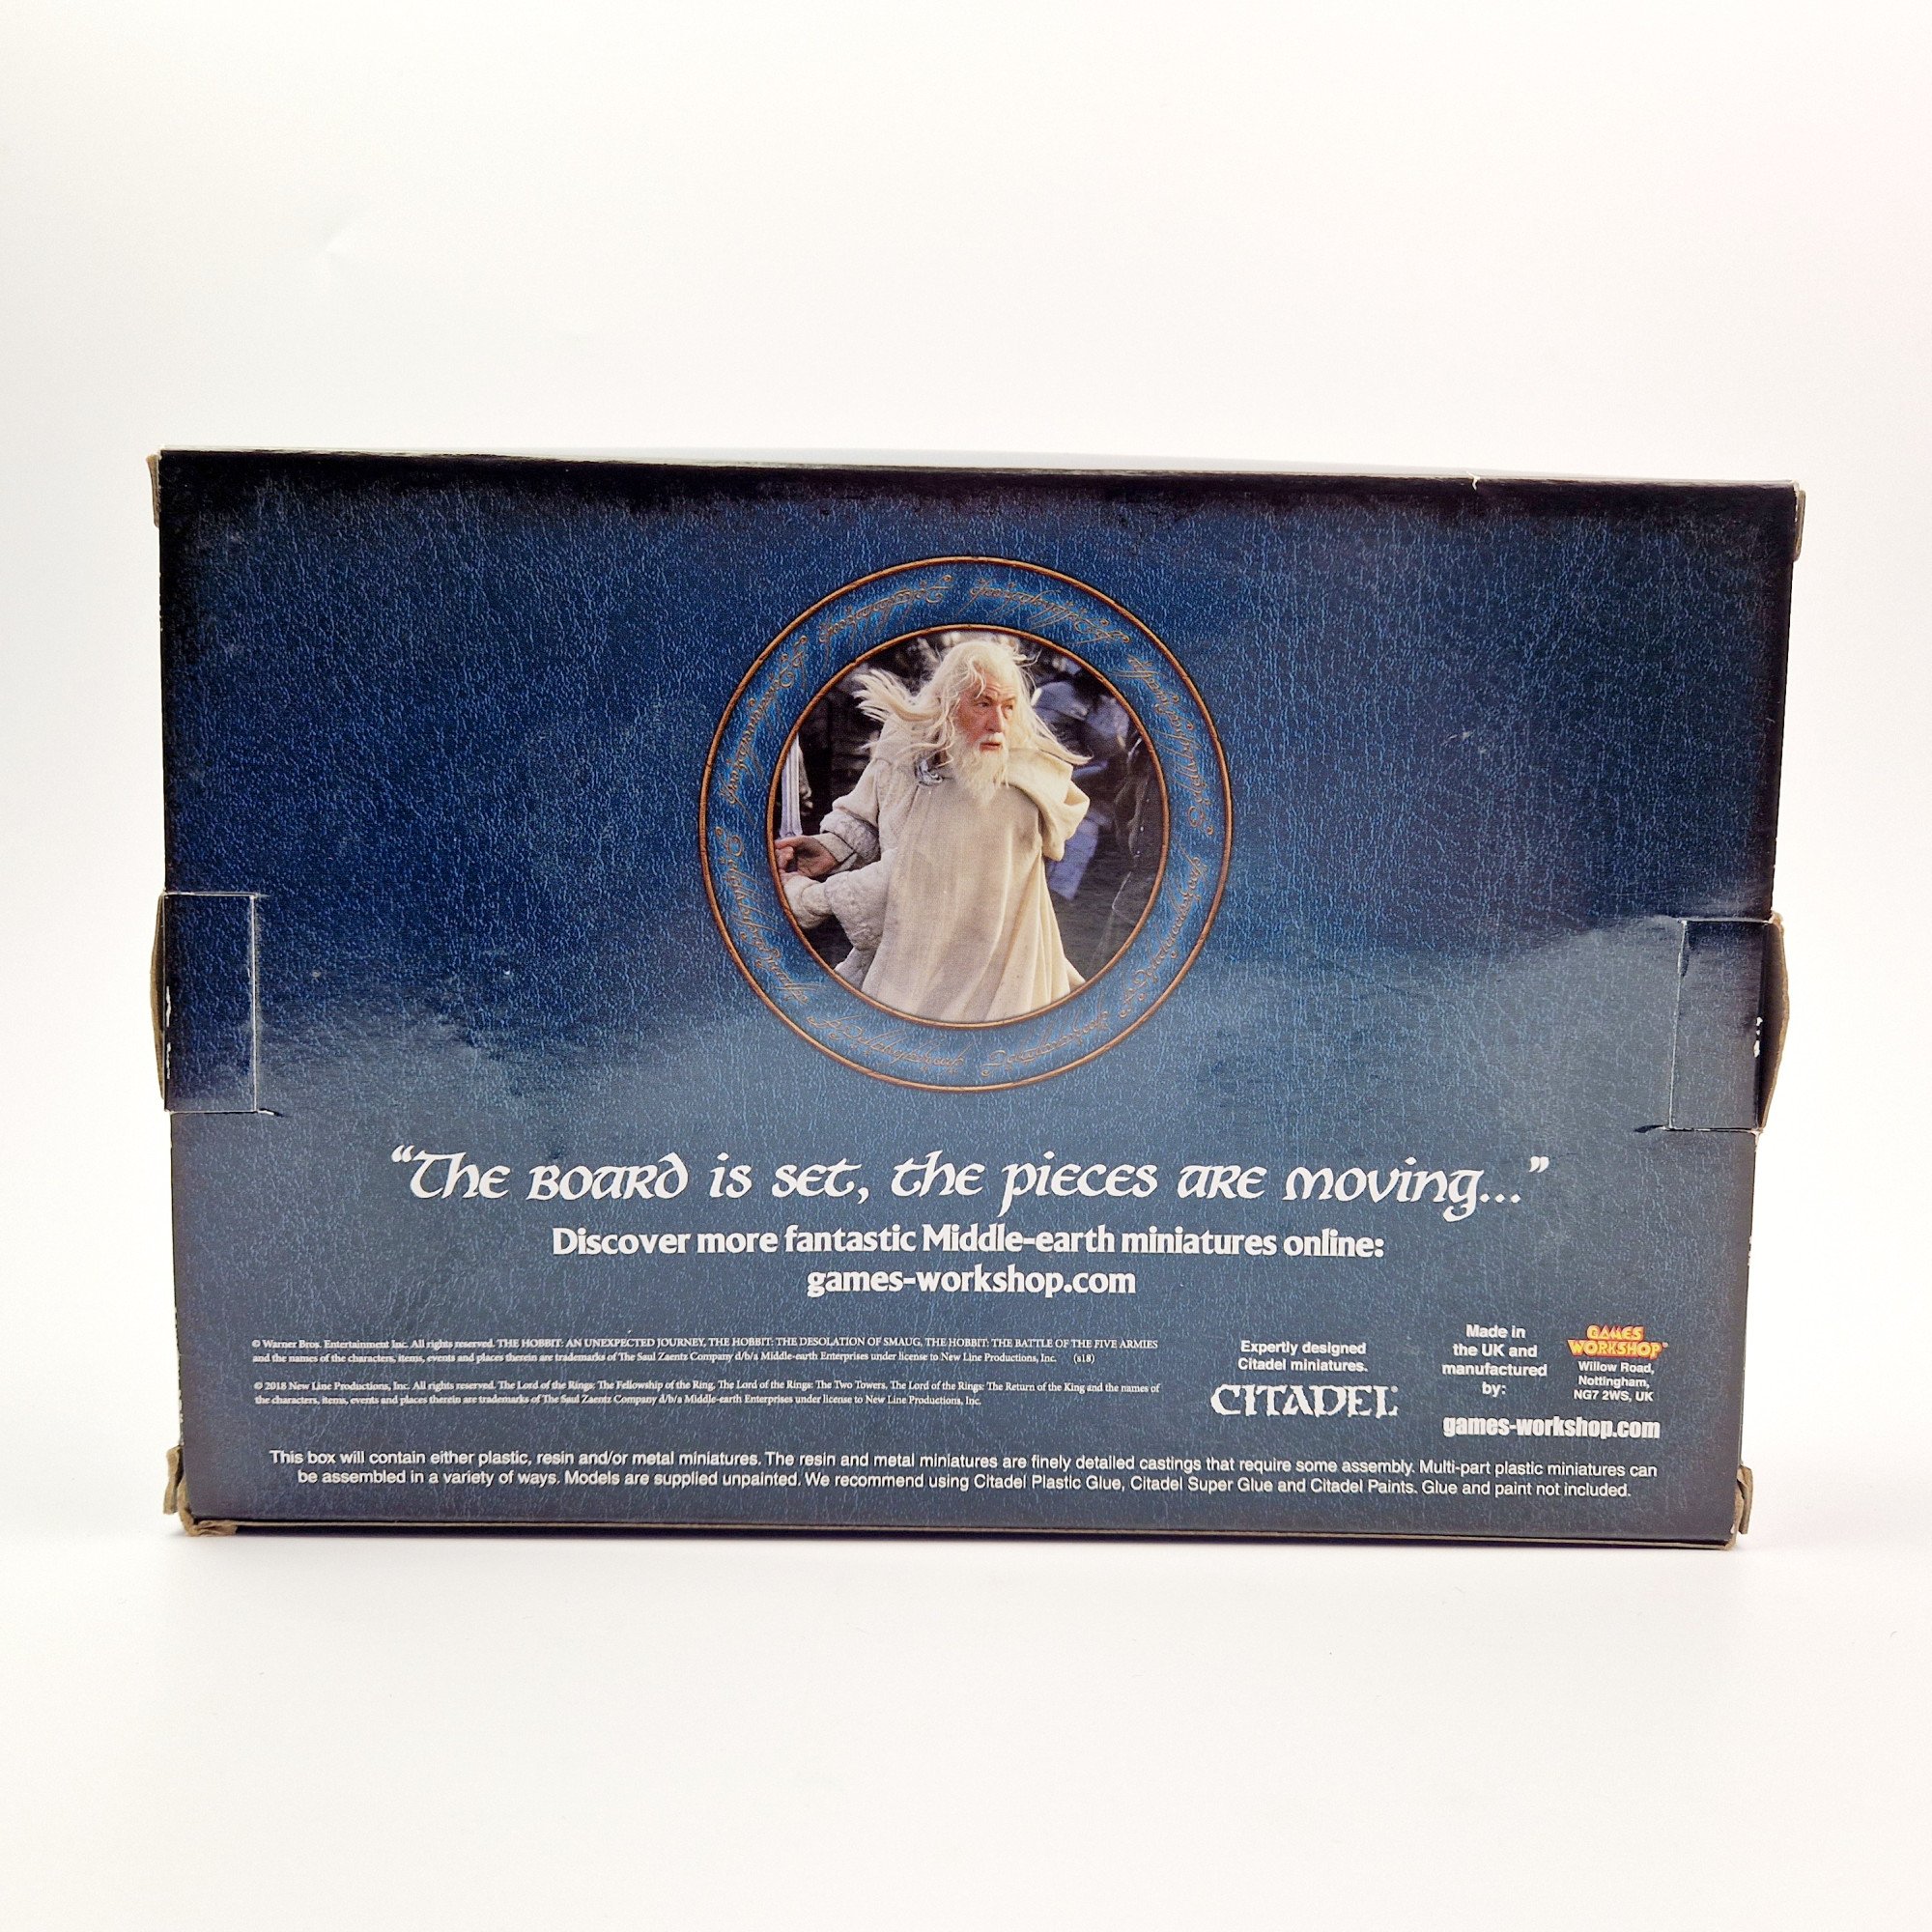 “The board is set, the pieces are moving...”
Discover more fantastic Middle-earth miniatures online:
games-workshop.com
© Warner Bros. Entertainment Inc. All rights reserved. THE HOBBIT: AN UNEXPECTED JOURNEY, THE HOBBIT: THE DESOLATION OF SMAUG, THE HOBBIT: THE BATTLE OF THE FIVE ARMIES
and the names of the characters, items, events and places therein are trademarks of The Saul Zaentz Company d/b/a Middle-earth Enterprises under license to New Line Productions, Inc. (s18)
© 2018 New Line Productions, Inc. All rights reserved. The Lord of the Rings: The Fellowship of the Ring, The Lord of the Rings: The Two Towers, The Lord of the Rings: The Return of the King and the names of
the characters, items, events and places therein are trademarks of The Saul Zaentz Company d/b/a Middle-earth Enterprises under license to New Line Productions, Inc.
Expertly designed
Citadel miniatures.
CITADEL
Made in
the UK and
manufactured
by:
GAMES
WORKSHOP
Willow Road,
Nottingham,
NG7 2WS, UK
games-workshop.com
This box will contain either plastic, resin and/or metal miniatures. The resin and metal miniatures are finely detailed castings that require some assembly. Multi-part plastic miniatures can
be assembled in a variety of ways. Models are supplied unpainted. We recommend using Citadel Plastic Glue, Citadel Super Glue and Citadel Paints. Glue and paint not included.